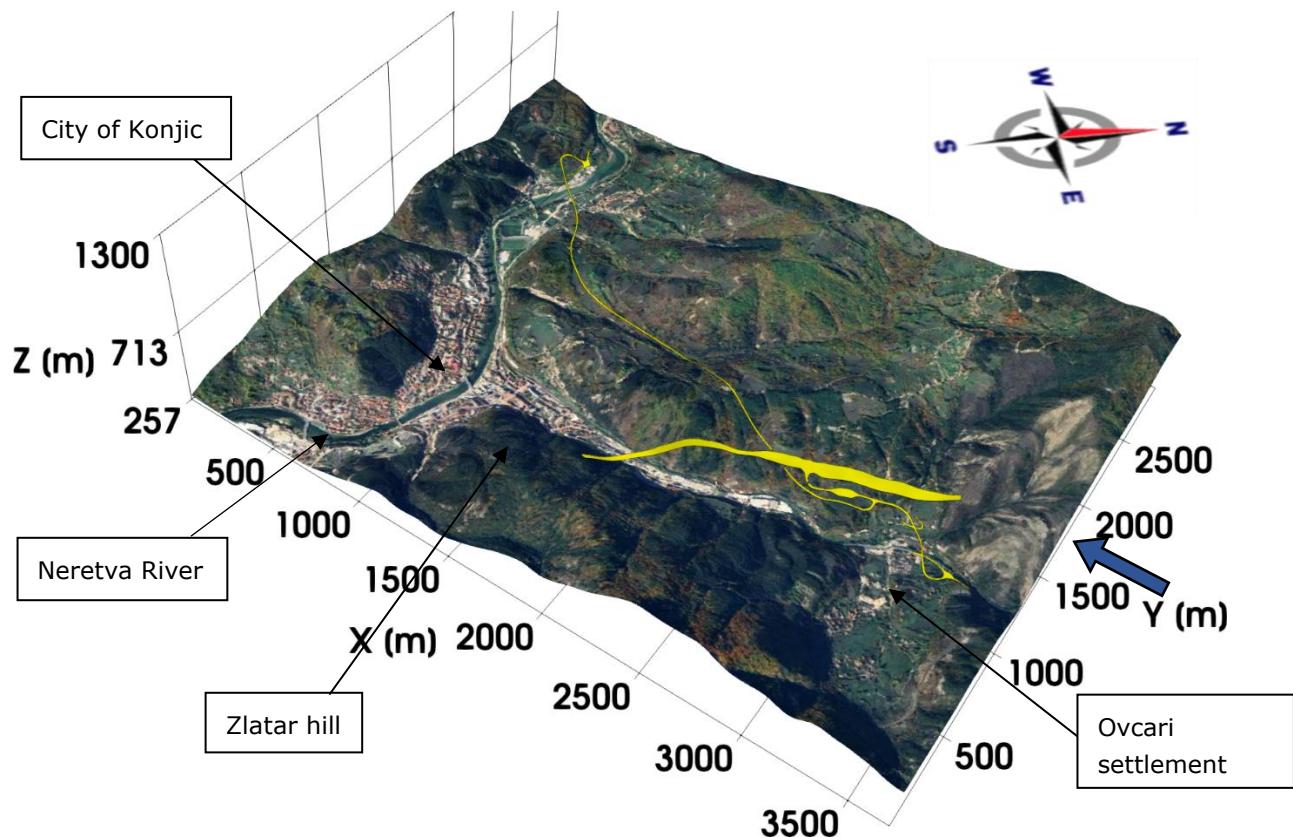 W
N
S
E
City of Konjic
1300
Z (m)
713
257
500
1000
1500
2000
2500
3000
3500
X (m)
2500
2000
1500
1000
500
Y (m)
Neretva River
Zlatar hill
Ovcari
settlement